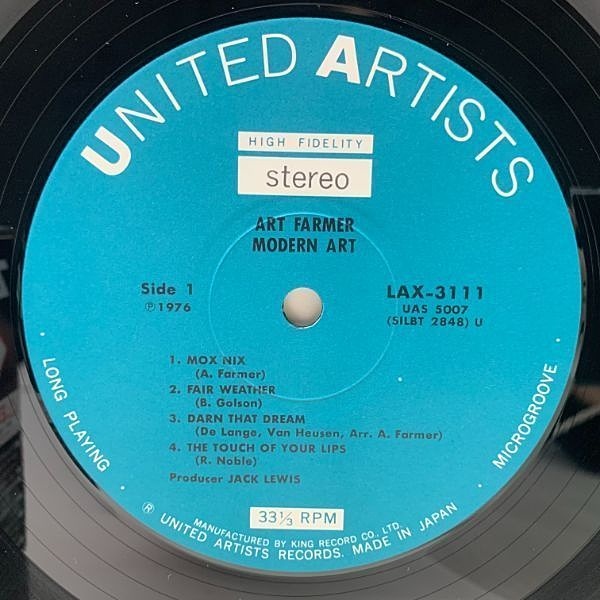 UNITED ARTISTS
HIGH FIDELITY
stereo
ART FARMER
MODERN ART
Side 1
℗1976
LAX-3111
UAS 5007
(SILBT 2848) U
1. MOX NIX
(A. Farmer)
2. FAIR WEATHER
(B. Golson)
3. DARN THAT DREAM
(De Lange, Van Heusen, Arr. A. Farmer)
4. THE TOUCH OF YOUR LIPS
(R. Noble)
Producer JACK LEWIS
· LONG PLAYING ·
· MICROGROOVE ·
33⅓ RPM
MANUFACTURED BY KING RECORD CO. LTD.
® UNITED ARTISTS RECORDS. MADE IN JAPAN